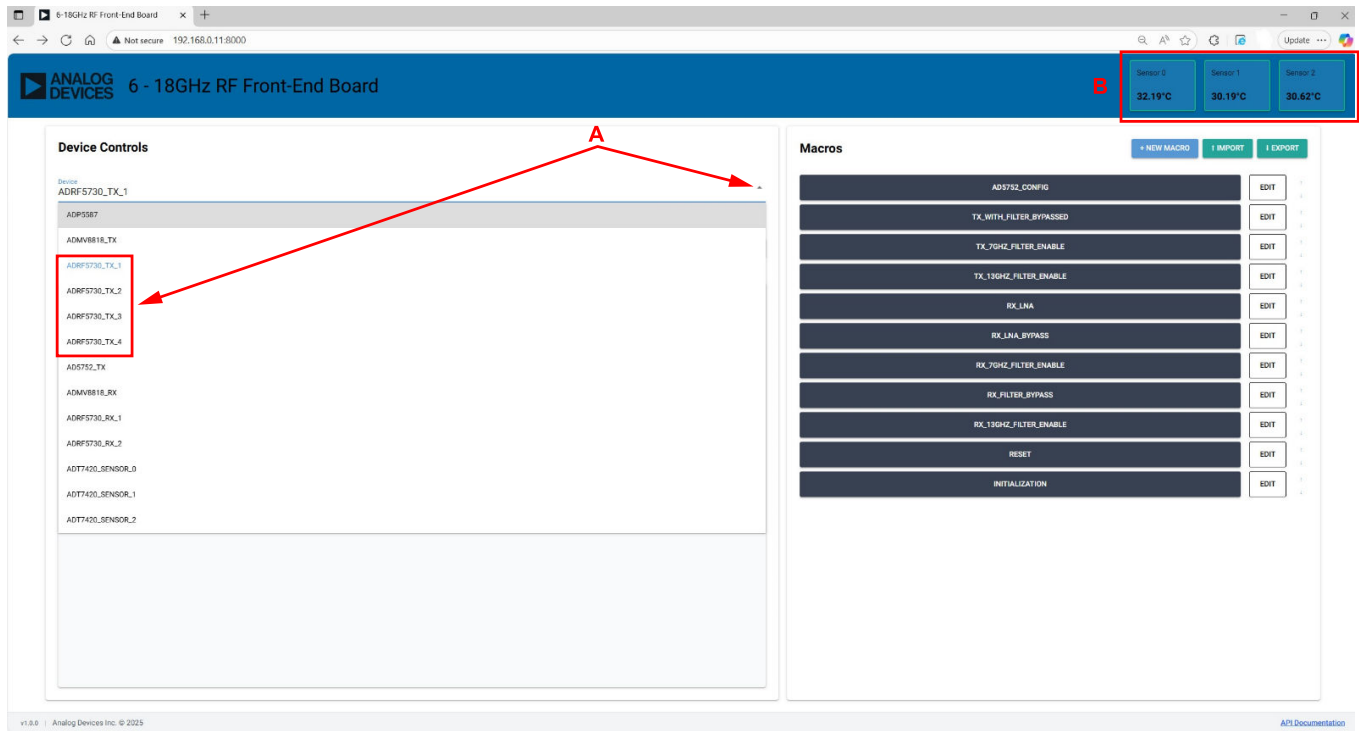 6-18GHz RF Front-End Board
Not secure 192.168.0.11:8000
Update
ANALOG
DEVICES
6 - 18GHz RF Front-End Board
B
Sensor 0
32.19°C
Sensor 1
30.19°C
Sensor 2
30.62°C
A
Device Controls
Device
ADRF5730_TX_1
ADP5587
ADMV8818_TX
ADRF5730_TX_1
ADRF5730_TX_2
ADRF5730_TX_3
ADRF5730_TX_4
AD5752_TX
ADMV8818_RX
ADRF5730_RX_1
ADRF5730_RX_2
ADT7420_SENSOR_0
ADT7420_SENSOR_1
ADT7420_SENSOR_2
Macros
+ NEW MACRO
IMPORT
EXPORT
AD5752_CONFIG EDIT
TX_WITH_FILTER_BYPASSED EDIT
TX_7GHZ_FILTER_ENABLE EDIT
TX_13GHZ_FILTER_ENABLE EDIT
RX_LNA EDIT
RX_LNA_BYPASS EDIT
RX_7GHZ_FILTER_ENABLE EDIT
RX_FILTER_BYPASS EDIT
RX_13GHZ_FILTER_ENABLE EDIT
RESET EDIT
INITIALIZATION EDIT
v1.0.0 | Analog Devices Inc. © 2025
API Documentation